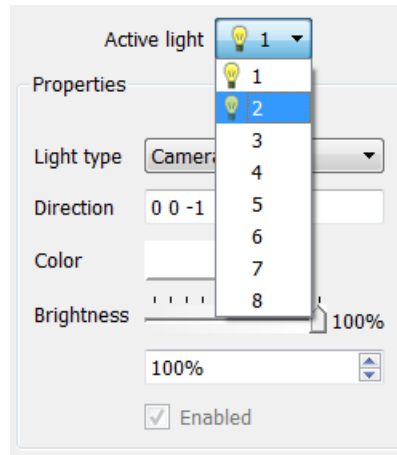 Active light 1
1
Properties
2
3
Light type Camera
4
Direction 0 0 -1
5
6
Color
7
8
Brightness 100%
100%
Enabled